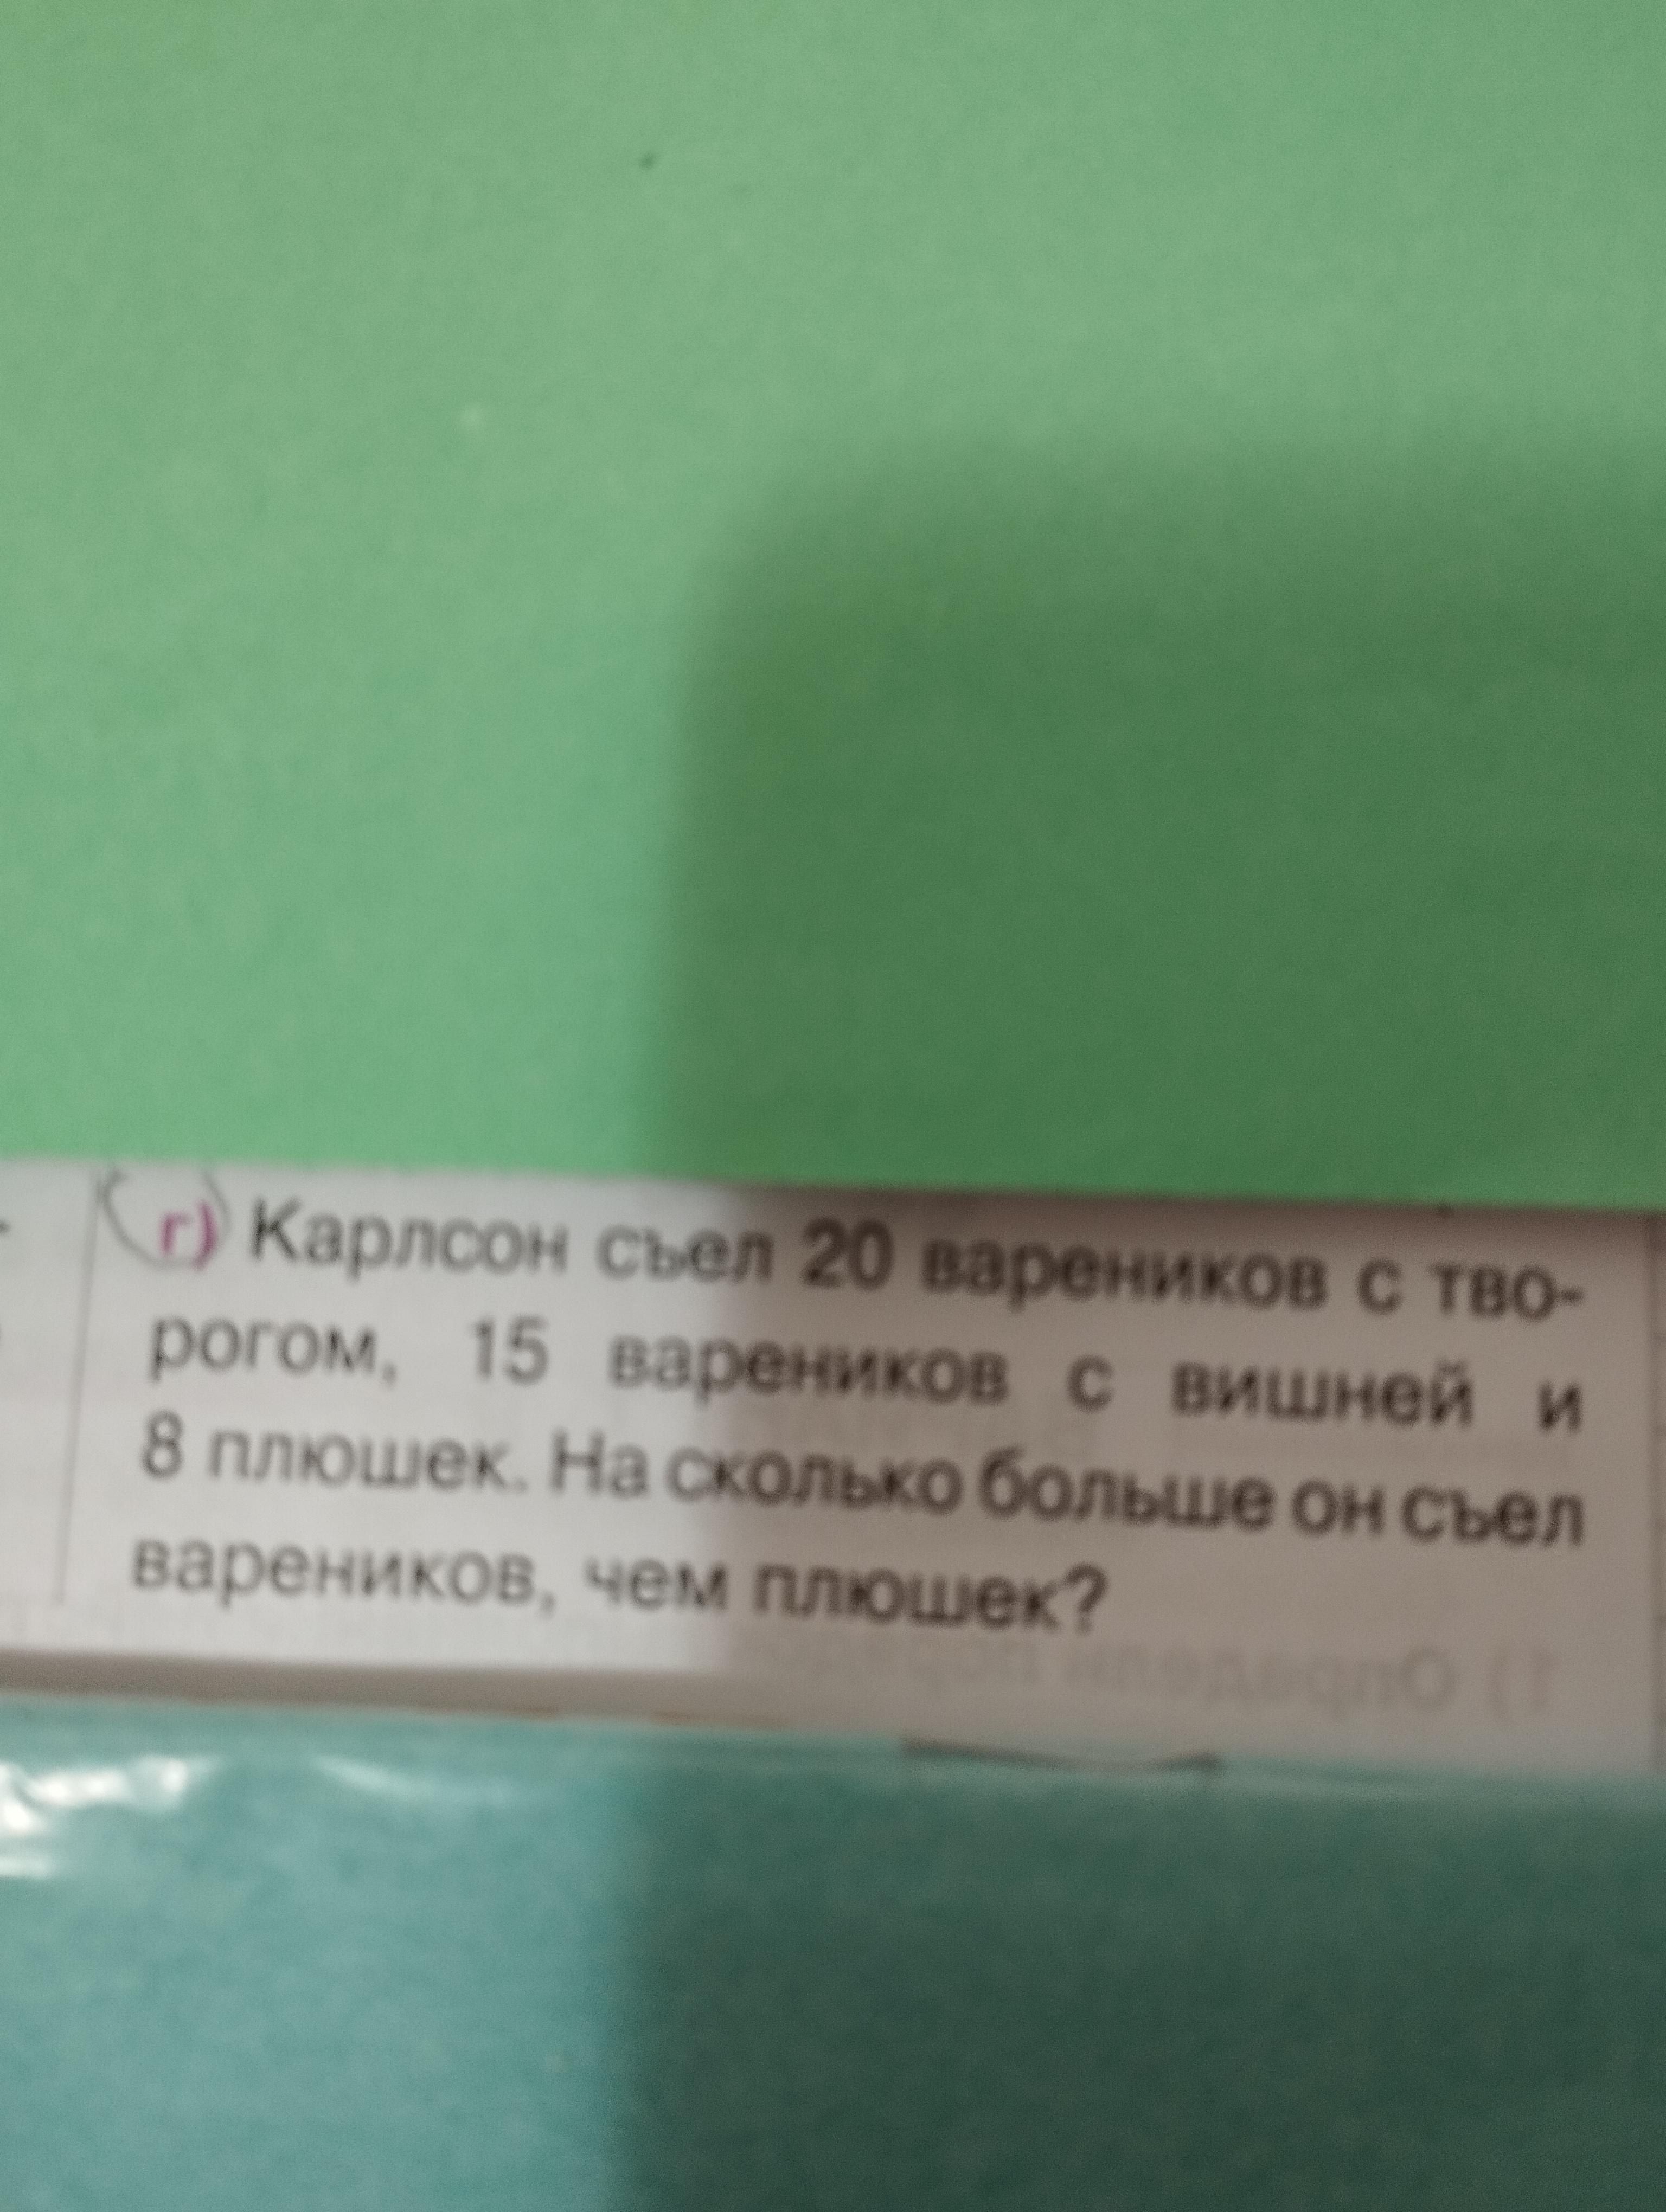 г) Карлсон съел 20 вареников с тво-
рогом, 15 вареников с вишней и
8 плюшек. На сколько больше он съел
вареников, чем плюшек?